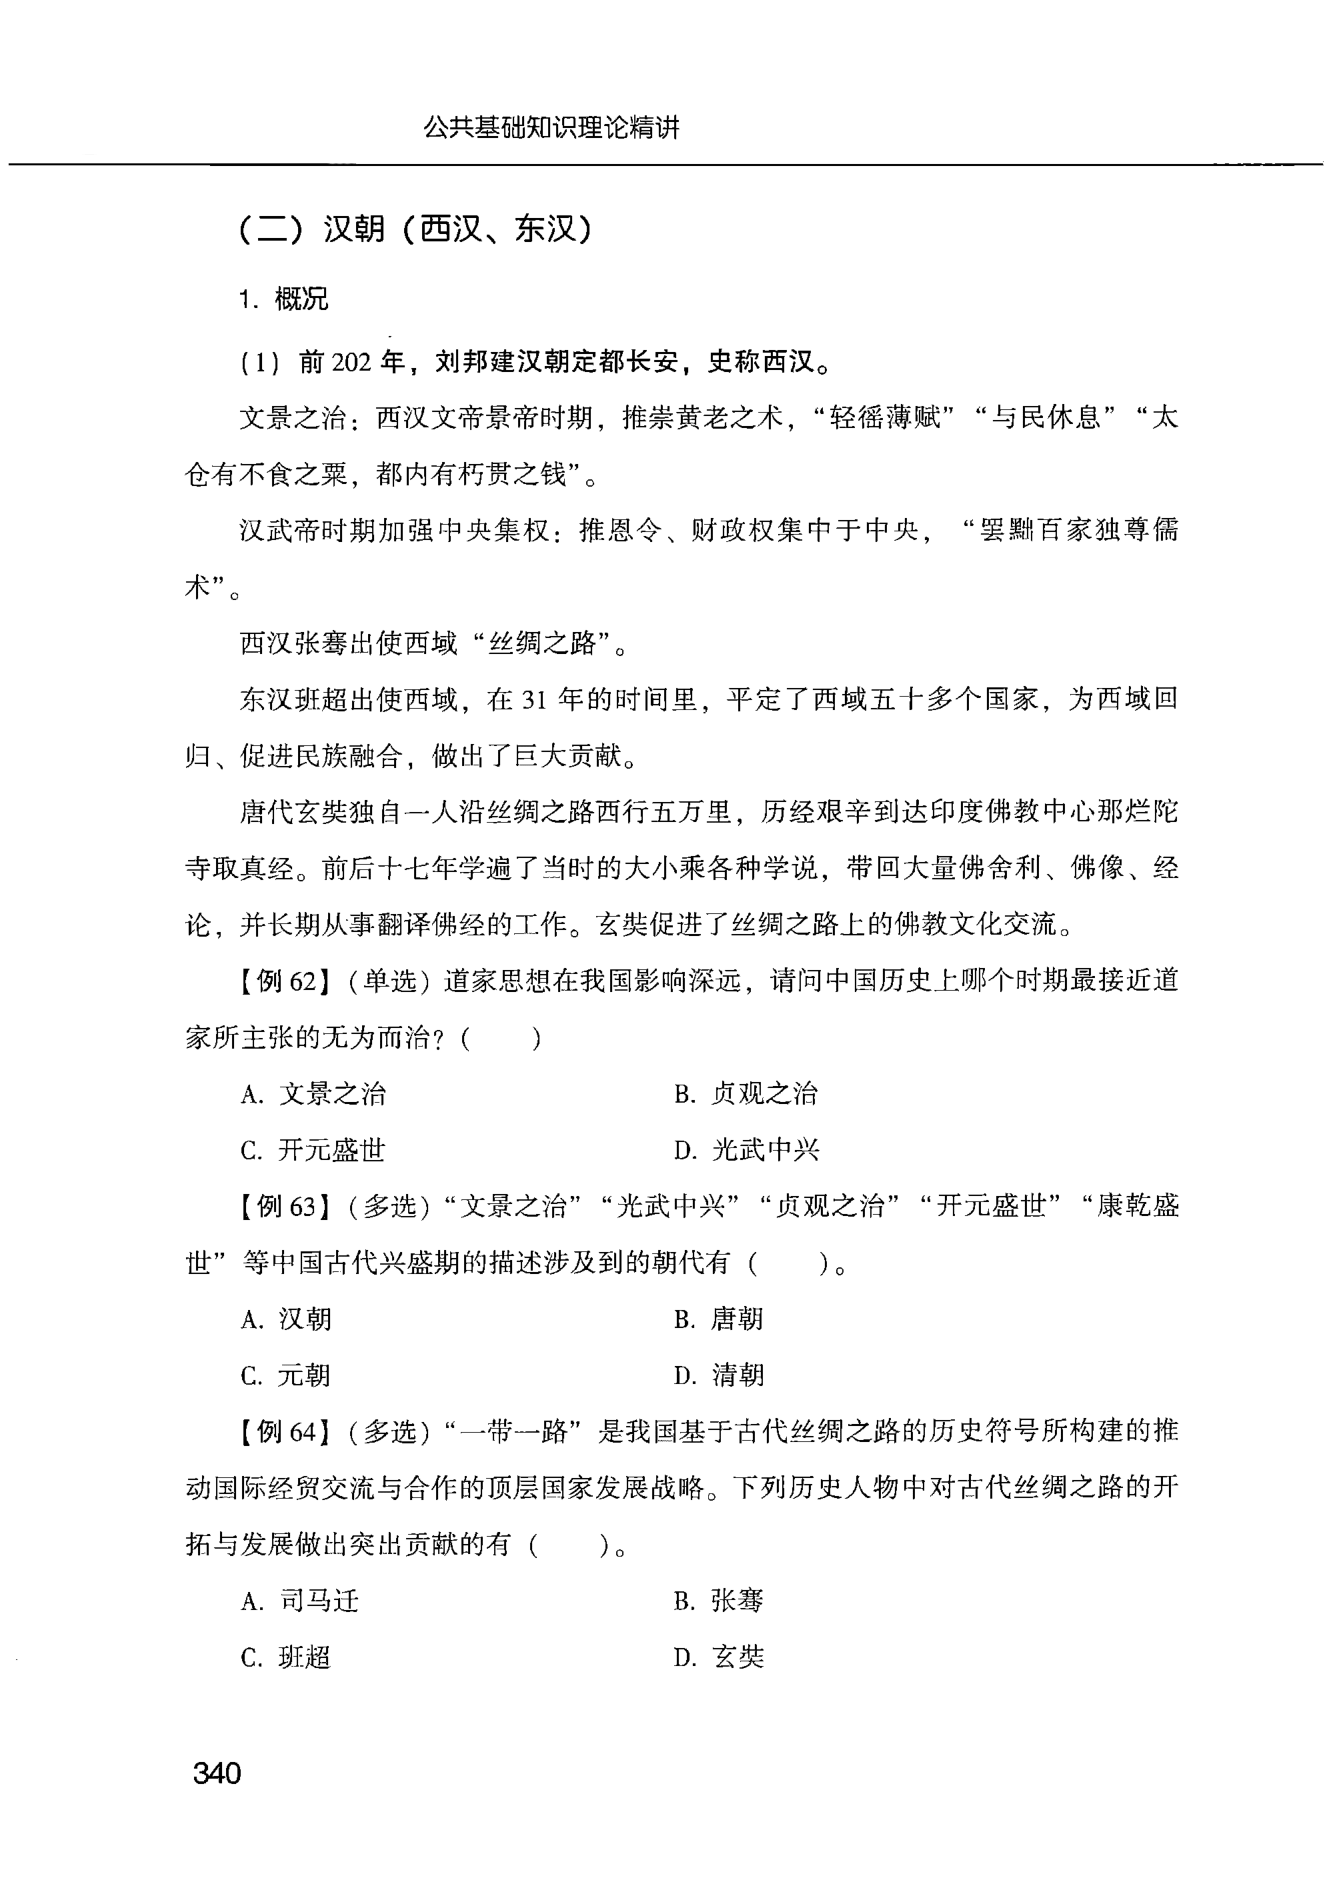 公共基础知识理论精讲
（二）汉朝（西汉、东汉）
1. 概况
（1）前 202 年，刘邦建汉朝定都长安，史称西汉。
文景之治：西汉文帝景帝时期，推崇黄老之术，“轻徭薄赋”“与民休息”“太
仓有不食之粟，都内有朽贯之钱”。
汉武帝时期加强中央集权：推恩令、财政权集中于中央，“罢黜百家独尊儒
术”。
西汉张骞出使西域“丝绸之路”。
东汉班超出使西域，在 31 年的时间里，平定了西域五十多个国家，为西域回
归、促进民族融合，做出了巨大贡献。
唐代玄奘独自一人沿丝绸之路西行五万里，历经艰辛到达印度佛教中心那烂陀
寺取真经。前后十七年学遍了当时的大小乘各种学说，带回大量佛舍利、佛像、经
论，并长期从事翻译佛经的工作。玄奘促进了丝绸之路上的佛教文化交流。
【例 62】（单选）道家思想在我国影响深远，请问中国历史上哪个时期最接近道
家所主张的无为而治？（　　）
A. 文景之治　B. 贞观之治
C. 开元盛世　D. 光武中兴
【例 63】（多选）“文景之治”“光武中兴”“贞观之治”“开元盛世”“康乾盛
世”等中国古代兴盛期的描述涉及到的朝代有（　　）。
A. 汉朝　B. 唐朝
C. 元朝　D. 清朝
【例 64】（多选）“一带一路”是我国基于古代丝绸之路的历史符号所构建的推
动国际经贸交流与合作的顶层国家发展战略。下列历史人物中对古代丝绸之路的开
拓与发展做出突出贡献的有（　　）。
A. 司马迁　B. 张骞
C. 班超　D. 玄奘
340